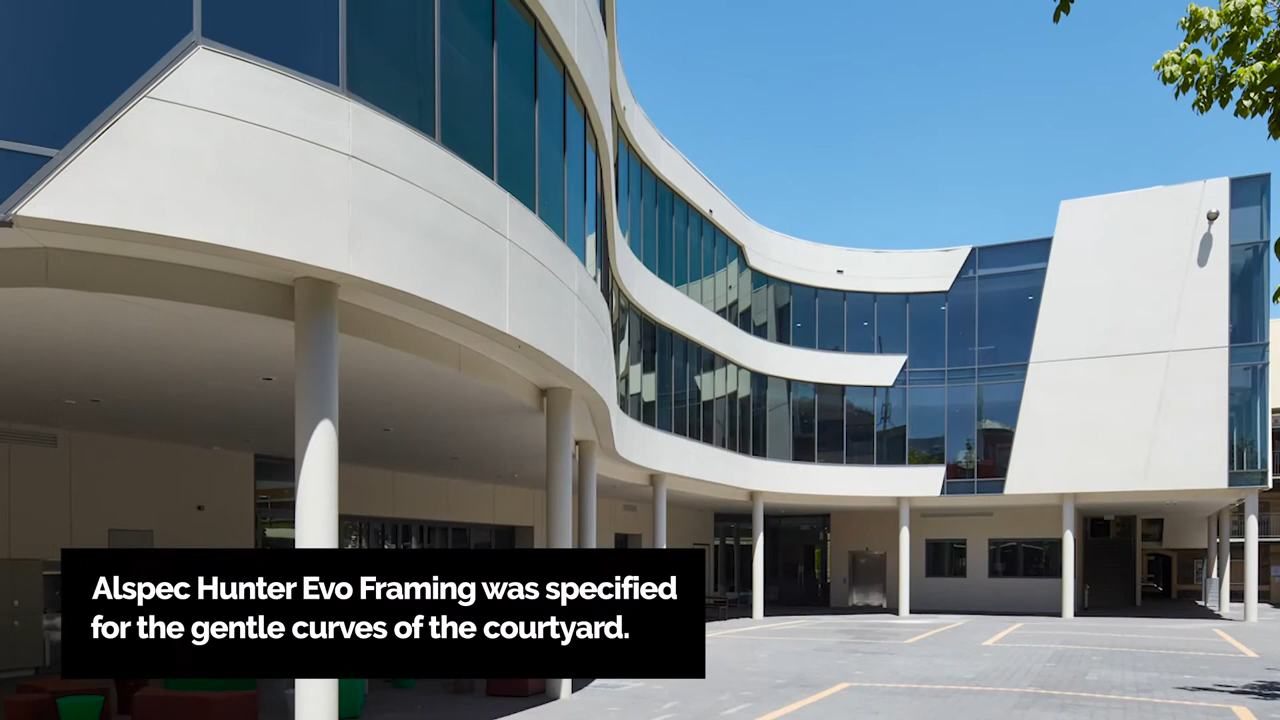 Alspec Hunter Evo Framing was specified
for the gentle curves of the courtyard.